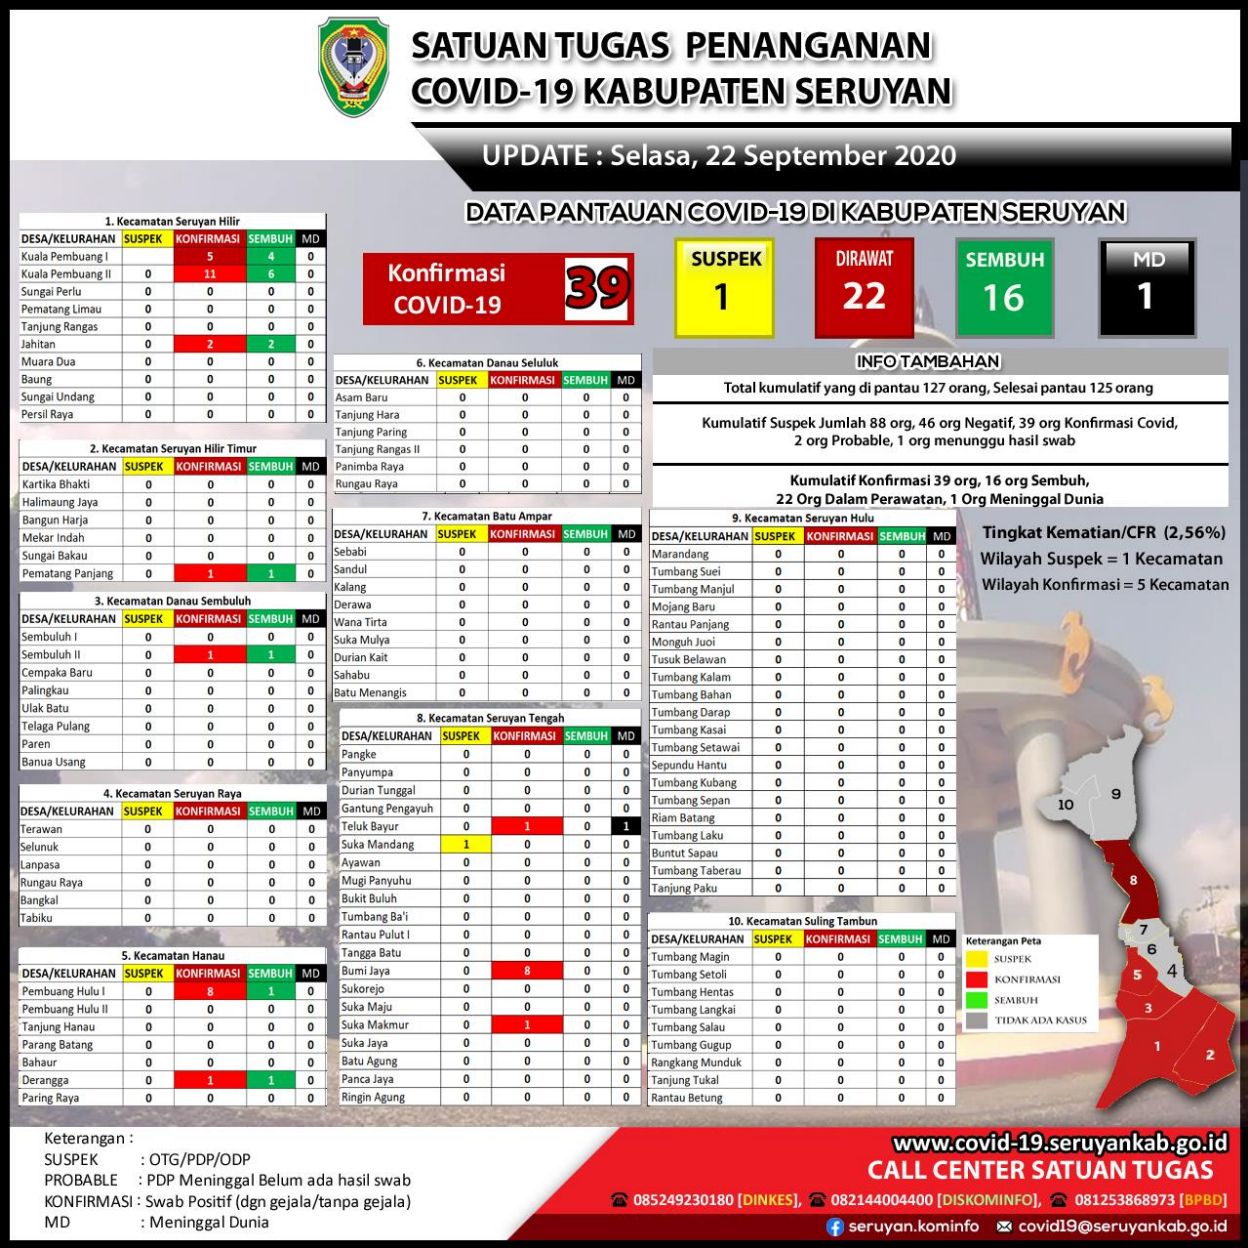 SATUAN TUGAS PENANGANAN
COVID-19 KABUPATEN SERUYAN
UPDATE : Selasa, 22 September 2020
DATA PANTAUAN COVID-19 DI KABUPATEN SERUYAN
Konfirmasi
COVID-19
39
SUSPEK
1
DIRAWAT
22
SEMBUH
16
MD
1
INFO TAMBAHAN
Total kumulatif yang di pantau 127 orang, Selesai pantau 125 orang
Kumulatif Suspek Jumlah 88 org, 46 org Negatif, 39 org Konfirmasi Covid,
2 org Probable, 1 org menunggu hasil swab
Kumulatif Konfirmasi 39 org, 16 org Sembuh,
22 Org Dalam Perawatan, 1 Org Meninggal Dunia
Tingkat Kematian/CFR (2,56%)
Wilayah Suspek = 1 Kecamatan
Wilayah Konfirmasi = 5 Kecamatan
1. Kecamatan Seruyan Hilir
DESA/KELURAHAN SUSPEK KONFIRMASI SEMBUH MD
Kuala Pembuang I 5 4 0
Kuala Pembuang II 0 11 6 0
Sungai Perlu 0 0 0 0
Pematang Limau 0 0 0 0
Tanjung Rangas 0 0 0 0
Jahitan 0 2 2 0
Muara Dua 0 0 0 0
Baung 0 0 0 0
Sungai Undang 0 0 0 0
Persil Raya 0 0 0 0
2. Kecamatan Seruyan Hilir Timur
DESA/KELURAHAN SUSPEK KONFIRMASI SEMBUH MD
Kartika Bhakti 0 0 0 0
Halimaung Jaya 0 0 0 0
Bangun Harja 0 0 0 0
Mekar Indah 0 0 0 0
Sungai Bakau 0 0 0 0
Pematang Panjang 0 1 1 0
3. Kecamatan Danau Sembuluh
DESA/KELURAHAN SUSPEK KONFIRMASI SEMBUH MD
Sembuluh I 0 0 0 0
Sembuluh II 0 1 1 0
Cempaka Baru 0 0 0 0
Palingkau 0 0 0 0
Ulak Batu 0 0 0 0
Telaga Pulang 0 0 0 0
Paren 0 0 0 0
Banua Usang 0 0 0 0
4. Kecamatan Seruyan Raya
DESA/KELURAHAN SUSPEK KONFIRMASI SEMBUH MD
Terawan 0 0 0 0
Selunuk 0 0 0 0
Lanpasa 0 0 0 0
Rungau Raya 0 0 0 0
Bangkal 0 0 0 0
Tabiku 0 0 0 0
5. Kecamatan Hanau
DESA/KELURAHAN SUSPEK KONFIRMASI SEMBUH MD
Pembuang Hulu I 0 8 1 0
Pembuang Hulu II 0 0 0 0
Tanjung Hanau 0 0 0 0
Parang Batang 0 0 0 0
Bahaur 0 0 0 0
Derangga 0 1 1 0
Paring Raya 0 0 0 0
6. Kecamatan Danau Seluluk
DESA/KELURAHAN SUSPEK KONFIRMASI SEMBUH MD
Asam Baru 0 0 0 0
Tanjung Hara 0 0 0 0
Tanjung Paring 0 0 0 0
Tanjung Rangas II 0 0 0 0
Panimba Raya 0 0 0 0
Rungau Raya 0 0 0 0
7. Kecamatan Batu Ampar
DESA/KELURAHAN SUSPEK KONFIRMASI SEMBUH MD
Sebabi 0 0 0 0
Sandul 0 0 0 0
Kalang 0 0 0 0
Derawa 0 0 0 0
Wana Tirta 0 0 0 0
Suka Mulya 0 0 0 0
Durian Kait 0 0 0 0
Sahabu 0 0 0 0
Batu Menangis 0 0 0 0
8. Kecamatan Seruyan Tengah
DESA/KELURAHAN SUSPEK KONFIRMASI SEMBUH MD
Pangke 0 0 0 0
Panyumpa 0 0 0 0
Durian Tunggal 0 0 0 0
Gantung Pengayuh 0 0 0 0
Teluk Bayur 0 1 0 1
Suka Mandang 1 0 0 0
Ayawan 0 0 0 0
Mugi Panyuhu 0 0 0 0
Bukit Buluh 0 0 0 0
Tumbang Ba'i 0 0 0 0
Rantau Pulut I 0 0 0 0
Tangga Batu 0 0 0 0
Bumi Jaya 0 8 0 0
Sukorejo 0 0 0 0
Suka Maju 0 0 0 0
Suka Makmur 0 1 0 0
Suka Jaya 0 0 0 0
Batu Agung 0 0 0 0
Panca Jaya 0 0 0 0
Ringin Agung 0 0 0 0
9. Kecamatan Seruyan Hulu
DESA/KELURAHAN SUSPEK KONFIRMASI SEMBUH MD
Marandang 0 0 0 0
Tumbang Suei 0 0 0 0
Tumbang Manjul 0 0 0 0
Mojang Baru 0 0 0 0
Rantau Panjang 0 0 0 0
Monguh Juoi 0 0 0 0
Tusuk Belawan 0 0 0 0
Tumbang Kalam 0 0 0 0
Tumbang Bahan 0 0 0 0
Tumbang Darap 0 0 0 0
Tumbang Kasai 0 0 0 0
Tumbang Setawai 0 0 0 0
Sepundu Hantu 0 0 0 0
Tumbang Kubang 0 0 0 0
Tumbang Sepan 0 0 0 0
Riam Batang 0 0 0 0
Tumbang Laku 0 0 0 0
Buntut Sapau 0 0 0 0
Tumbang Taberau 0 0 0 0
Tanjung Paku 0 0 0 0
10. Kecamatan Suling Tambun
DESA/KELURAHAN SUSPEK KONFIRMASI SEMBUH MD
Tumbang Magin 0 0 0 0
Tumbang Setoli 0 0 0 0
Tumbang Hentas 0 0 0 0
Tumbang Langkai 0 0 0 0
Tumbang Salau 0 0 0 0
Tumbang Gugup 0 0 0 0
Rangkang Munduk 0 0 0 0
Tanjung Tukal 0 0 0 0
Rantau Betung 0 0 0 0
Keterangan Peta
SUSPEK
KONFIRMASI
SEMBUH
TIDAK ADA KASUS
10
9
8
7
6
5
4
3
1
2
Keterangan :
SUSPEK : OTG/PDP/ODP
PROBABLE : PDP Meninggal Belum ada hasil swab
KONFIRMASI : Swab Positif (dgn gejala/tanpa gejala)
MD : Meninggal Dunia
www.covid-19.seruyankab.go.id
CALL CENTER SATUAN TUGAS
085249230180 [DINKES], 082144004400 [DISKOMINFO], 081253868973 [BPBD]
seruyan.kominfo covid19@seruyankab.go.id